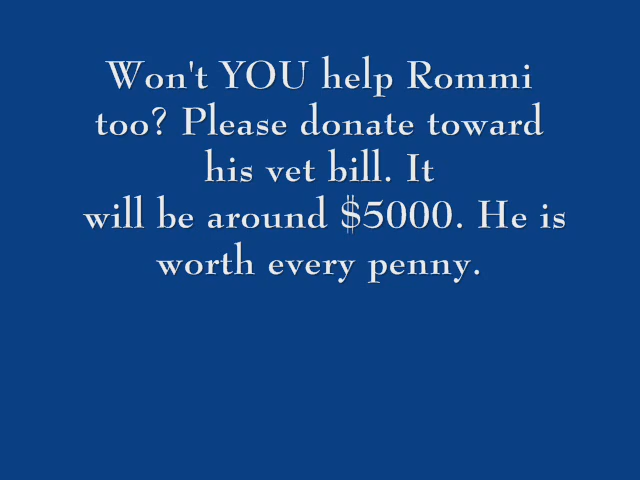 Won't YOU help Rommi
too? Please donate toward
his vet bill. It
will be around $5000. He is
worth every penny.